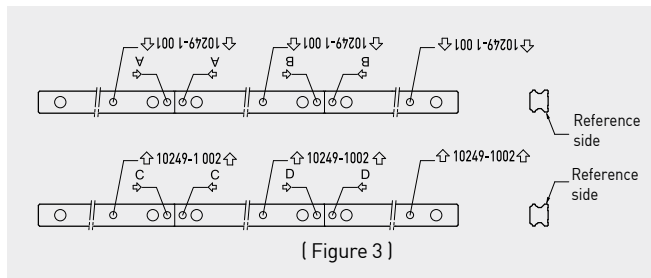 10249-1 001 10249-1 001 10249-1 001
A A B B
Reference
side
10249-1 002 10249-1002 10249-1002
C C D D
Reference
side
( Figure 3 )